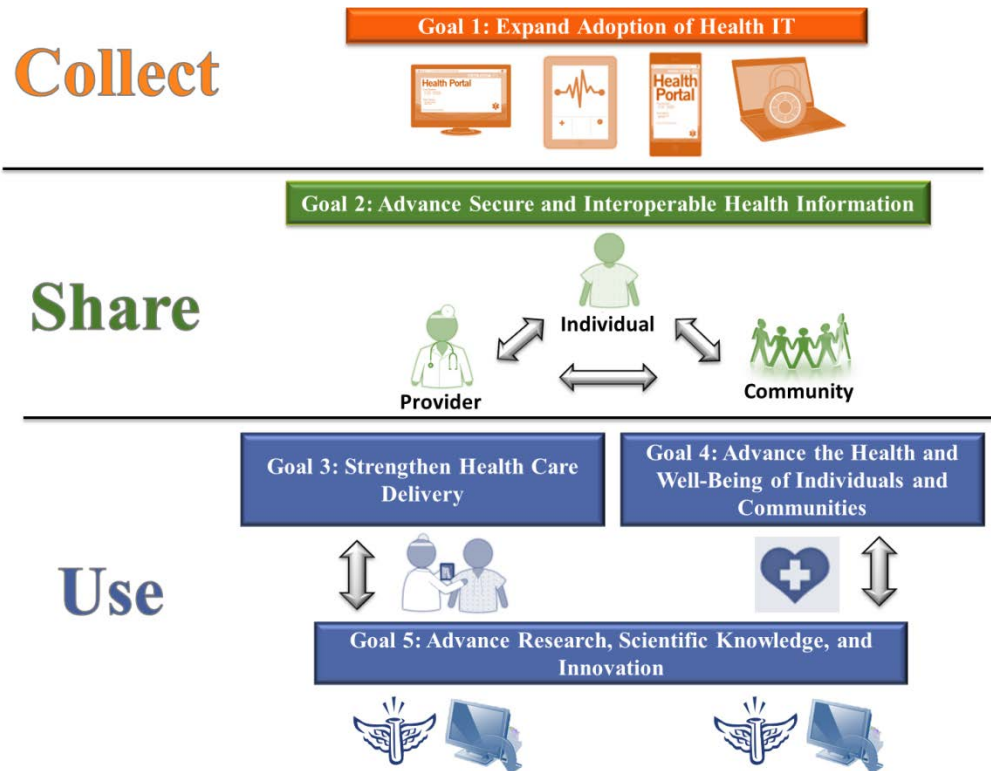 Collect
Goal 1: Expand Adoption of Health IT
Health Portal
Health
Portal
Share
Goal 2: Advance Secure and Interoperable Health Information
Individual
Provider
Community
Use
Goal 3: Strengthen Health Care
Delivery
Goal 4: Advance the Health and
Well-Being of Individuals and
Communities
Goal 5: Advance Research, Scientific Knowledge, and
Innovation